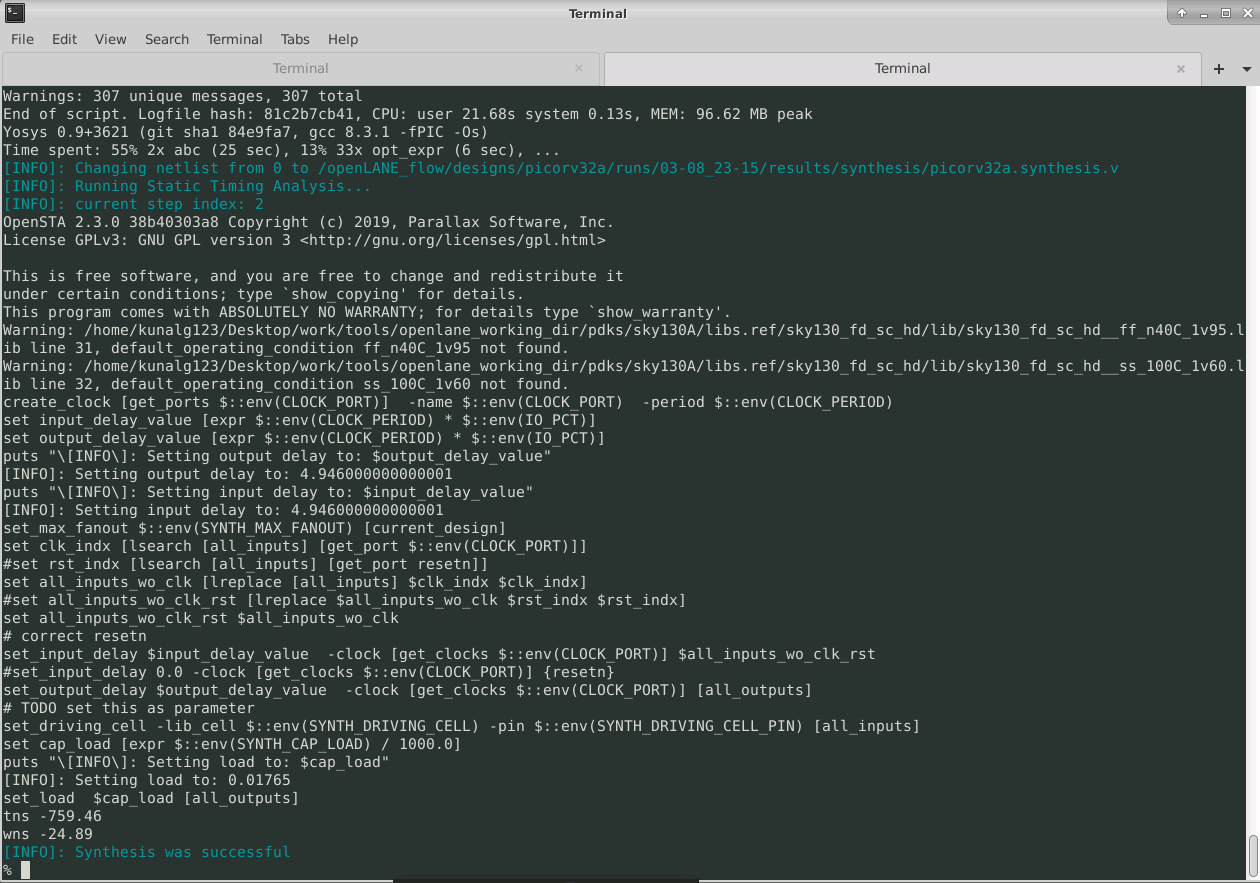 Terminal
File Edit View Search Terminal Tabs Help
Terminal Terminal
Warnings: 307 unique messages, 307 total
End of script. Logfile hash: 81c2b7cb41, CPU: user 21.68s system 0.13s, MEM: 96.62 MB peak
Yosys 0.9+3621 (git sha1 84e9fa7, gcc 8.3.1 -fPIC -Os)
Time spent: 55% 2x abc (25 sec), 13% 33x opt_expr (6 sec), ...
[INFO]: Changing netlist from 0 to /openLANE_flow/designs/picorv32a/runs/03-08_23-15/results/synthesis/picorv32a.synthesis.v
[INFO]: Running Static Timing Analysis...
[INFO]: current step index: 2
OpenSTA 2.3.0 38b40303a8 Copyright (c) 2019, Parallax Software, Inc.
License GPLv3: GNU GPL version 3 <http://gnu.org/licenses/gpl.html>
This is free software, and you are free to change and redistribute it
under certain conditions; type `show_copying' for details.
This program comes with ABSOLUTELY NO WARRANTY; for details type `show_warranty'.
Warning: /home/kunalg123/Desktop/work/tools/openlane_working_dir/pdks/sky130A/libs.ref/sky130_fd_sc_hd/lib/sky130_fd_sc_hd__ff_n40C_1v95.l
ib line 31, default_operating_condition ff_n40C_1v95 not found.
Warning: /home/kunalg123/Desktop/work/tools/openlane_working_dir/pdks/sky130A/libs.ref/sky130_fd_sc_hd/lib/sky130_fd_sc_hd__ss_100C_1v60.l
ib line 32, default_operating_condition ss_100C_1v60 not found.
create_clock [get_ports $::env(CLOCK_PORT)]  -name $::env(CLOCK_PORT)  -period $::env(CLOCK_PERIOD)
set input_delay_value [expr $::env(CLOCK_PERIOD) * $::env(IO_PCT)]
set output_delay_value [expr $::env(CLOCK_PERIOD) * $::env(IO_PCT)]
puts "\[INFO\]: Setting output delay to: $output_delay_value"
[INFO]: Setting output delay to: 4.946000000000001
puts "\[INFO\]: Setting input delay to: $input_delay_value"
[INFO]: Setting input delay to: 4.946000000000001
set_max_fanout $::env(SYNTH_MAX_FANOUT) [current_design]
set clk_indx [lsearch [all_inputs] [get_port $::env(CLOCK_PORT)]]
#set rst_indx [lsearch [all_inputs] [get_port resetn]]
set all_inputs_wo_clk [lreplace [all_inputs] $clk_indx $clk_indx]
#set all_inputs_wo_clk_rst [lreplace $all_inputs_wo_clk $rst_indx $rst_indx]
set all_inputs_wo_clk_rst $all_inputs_wo_clk
# correct resetn
set_input_delay $input_delay_value  -clock [get_clocks $::env(CLOCK_PORT)] $all_inputs_wo_clk_rst
#set_input_delay 0.0 -clock [get_clocks $::env(CLOCK_PORT)] {resetn}
set_output_delay $output_delay_value  -clock [get_clocks $::env(CLOCK_PORT)] [all_outputs]
# TODO set this as parameter
set_driving_cell -lib_cell $::env(SYNTH_DRIVING_CELL) -pin $::env(SYNTH_DRIVING_CELL_PIN) [all_inputs]
set cap_load [expr $::env(SYNTH_CAP_LOAD) / 1000.0]
puts "\[INFO\]: Setting load to: $cap_load"
[INFO]: Setting load to: 0.01765
set_load  $cap_load [all_outputs]
tns -759.46
wns -24.89
[INFO]: Synthesis was successful
%